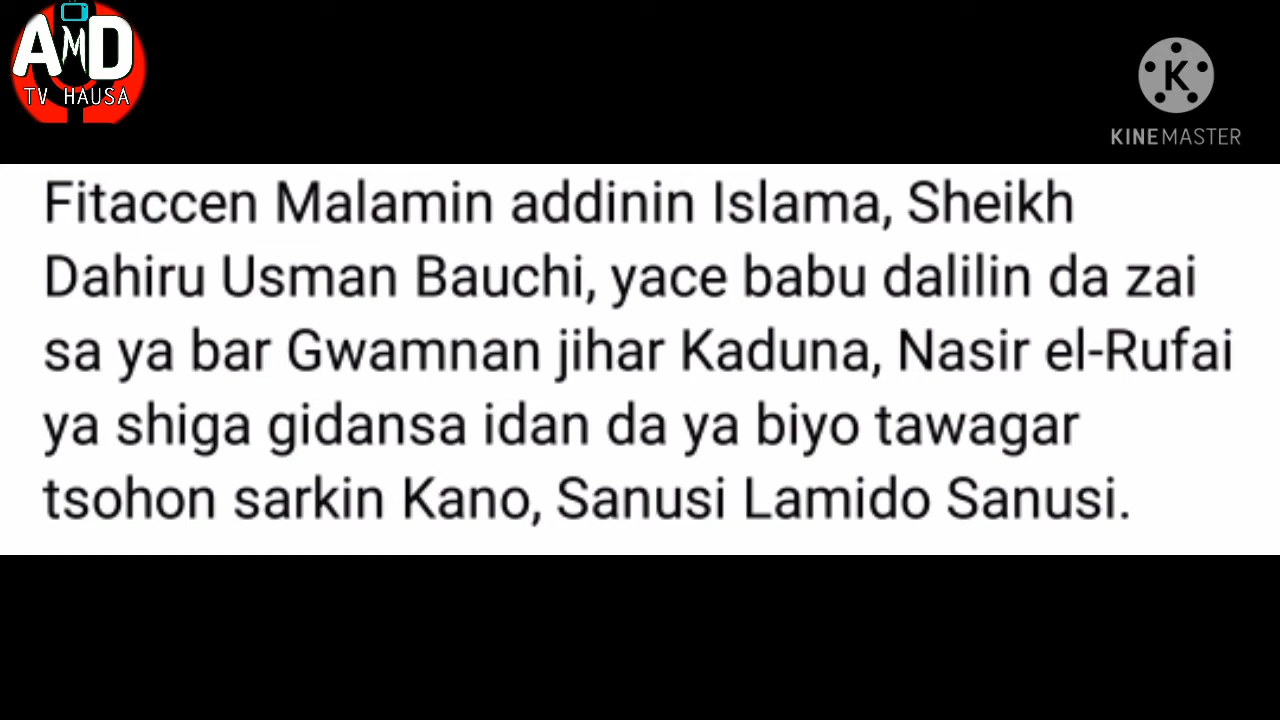 AMD
TV HAUSA
K
KINEMASTER
Fitaccen Malamin addinin Islama, Sheikh
Dahiru Usman Bauchi, yace babu dalilin da zai
sa ya bar Gwamnan jihar Kaduna, Nasir el-Rufai
ya shiga gidansa idan da ya biyo tawagar
tsohon sarkin Kano, Sanusi Lamido Sanusi.